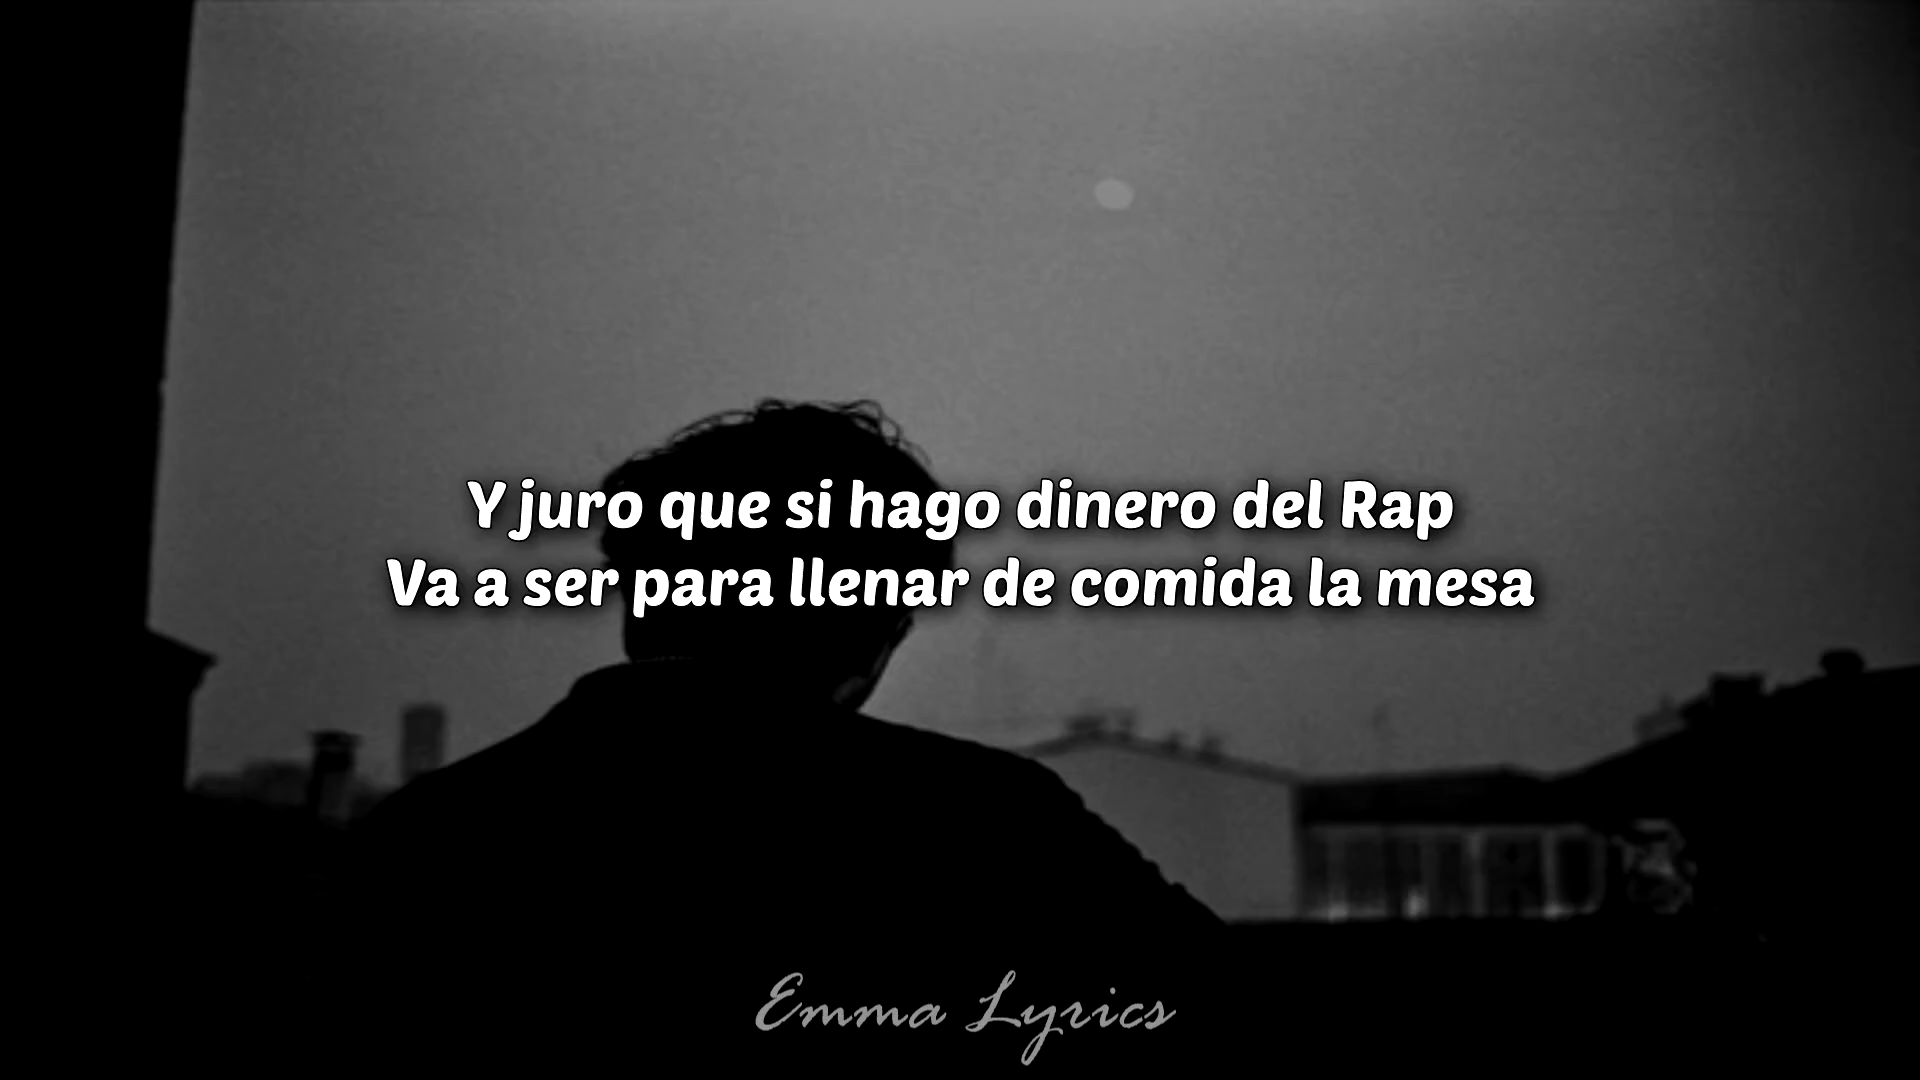 Y juro que si hago dinero del Rap
Va a ser para llenar de comida la mesa
Emma Lyrics